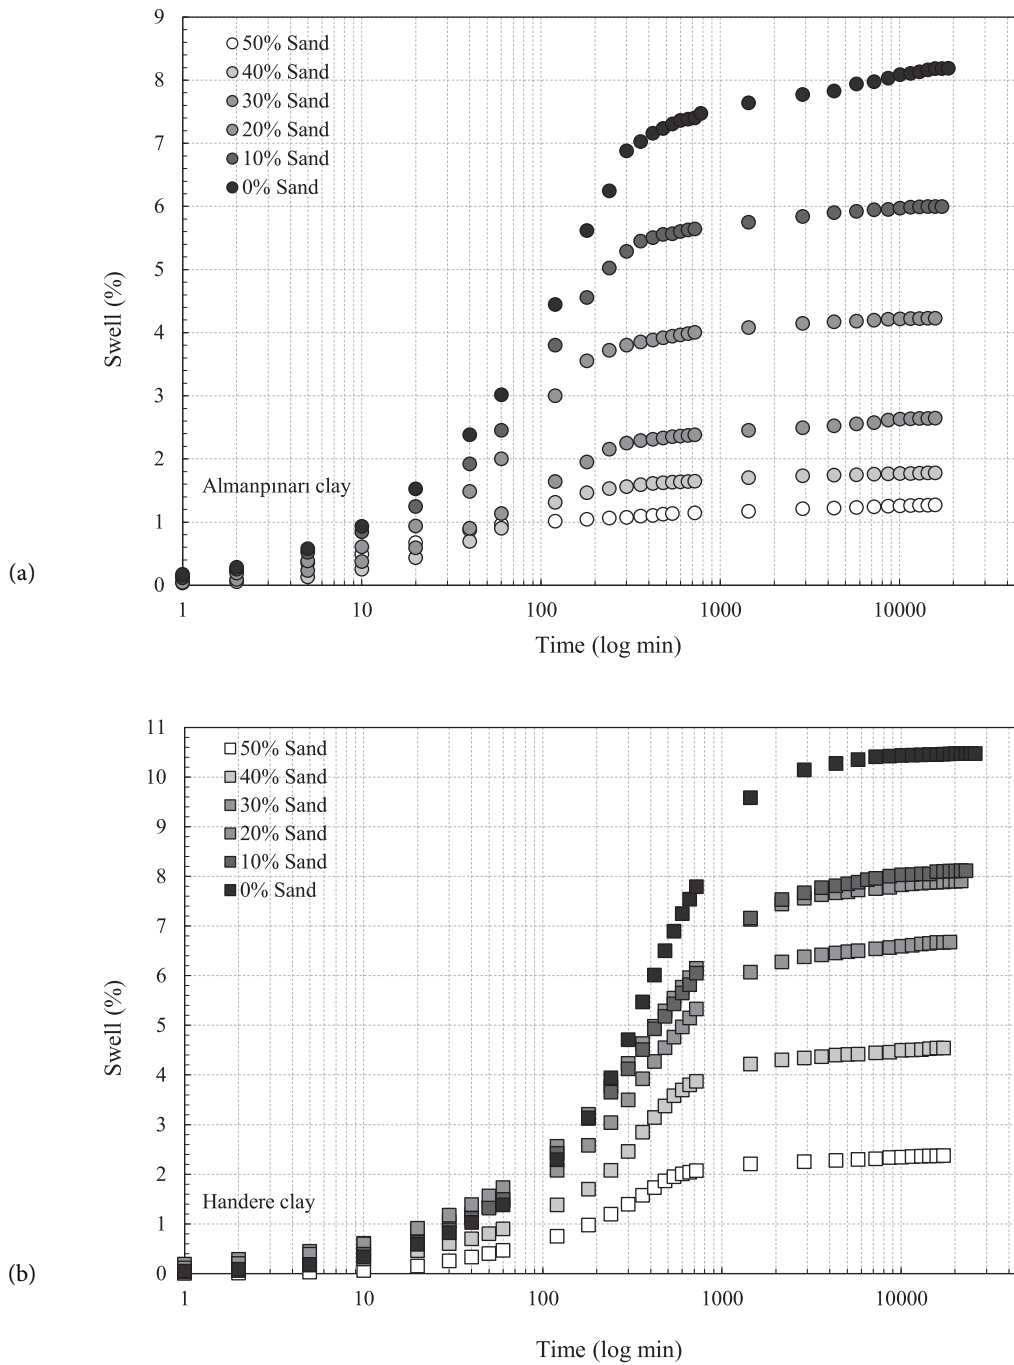 9
8
7
6
5
4
3
2
1
0
Swell (%)
50% Sand
40% Sand
30% Sand
20% Sand
10% Sand
0% Sand
Almanpınarı clay
(a)
1 10 100 1000 10000
Time (log min)
11
10
9
8
7
6
5
4
3
2
1
0
Swell (%)
50% Sand
40% Sand
30% Sand
20% Sand
10% Sand
0% Sand
Handere clay
(b)
1 10 100 1000 10000
Time (log min)